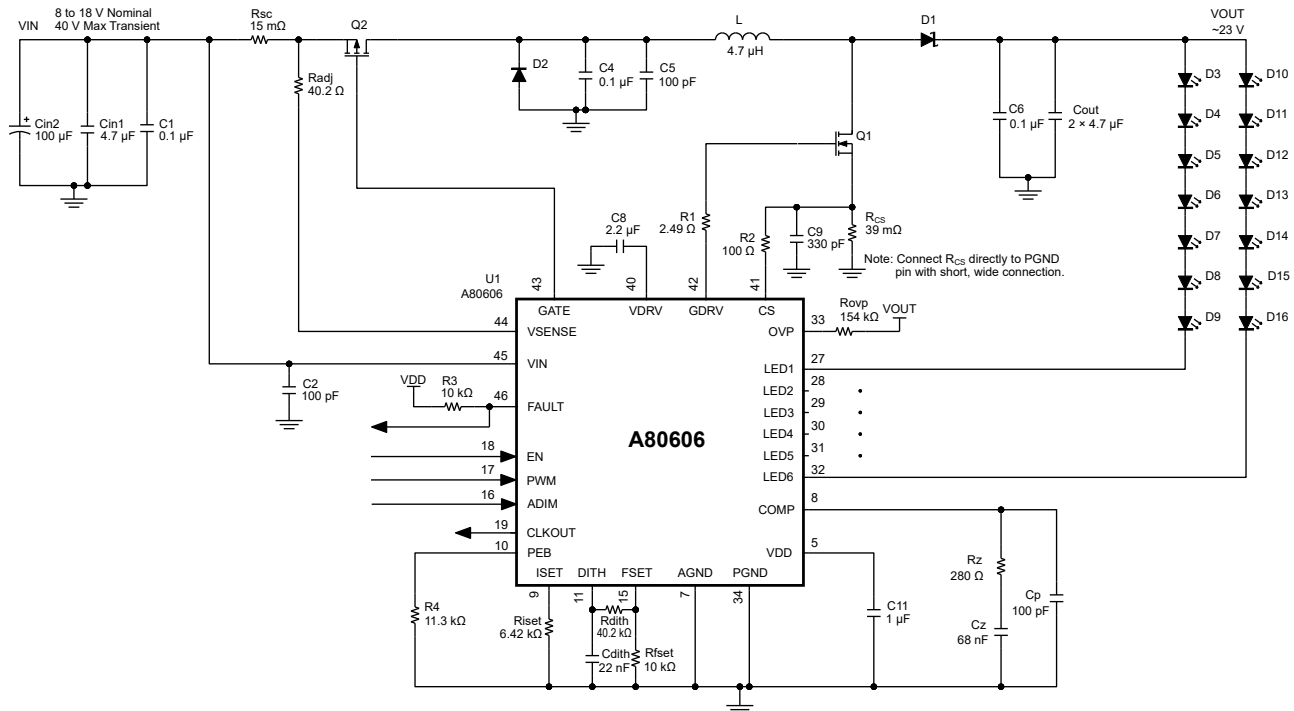 VIN
8 to 18 V Nominal
40 V Max Transient
Rsc
15 mΩ
Q2
L
4.7 µH
D1
VOUT
~23 V
+
Cin2
100 µF
Cin1
4.7 µF
C1
0.1 µF
Radj
40.2 Ω
D2
C4
0.1 µF
C5
100 pF
Q1
C6
0.1 µF
Cout
2 × 4.7 µF
D3
D4
D5
D6
D7
D8
D9
D10
D11
D12
D13
D14
D15
D16
C8
2.2 µF
R1
2.49 Ω
R2
100 Ω
C9
330 pF
RCS
39 mΩ
Note: Connect RCS directly to PGND
pin with short, wide connection.
U1
A80606
43
40
42
41
GATE
VDRV
GDRV
CS
44
VSENSE
45
VIN
C2
100 pF
VDD
R3
10 kΩ
46
FAULT
18
EN
17
PWM
16
ADIM
19
CLKOUT
10
PEB
A80606
33
OVP
Rovp
154 kΩ
VOUT
27
LED1
28
LED2
29
LED3
30
LED4
31
LED5
32
LED6
8
COMP
5
VDD
ISET
DITH
FSET
AGND
PGND
9
11
15
7
34
R4
11.3 kΩ
Riset
6.42 kΩ
Rdith
40.2 kΩ
Cdith
22 nF
Rfset
10 kΩ
C11
1 µF
Rz
280 Ω
Cz
68 nF
Cp
100 pF